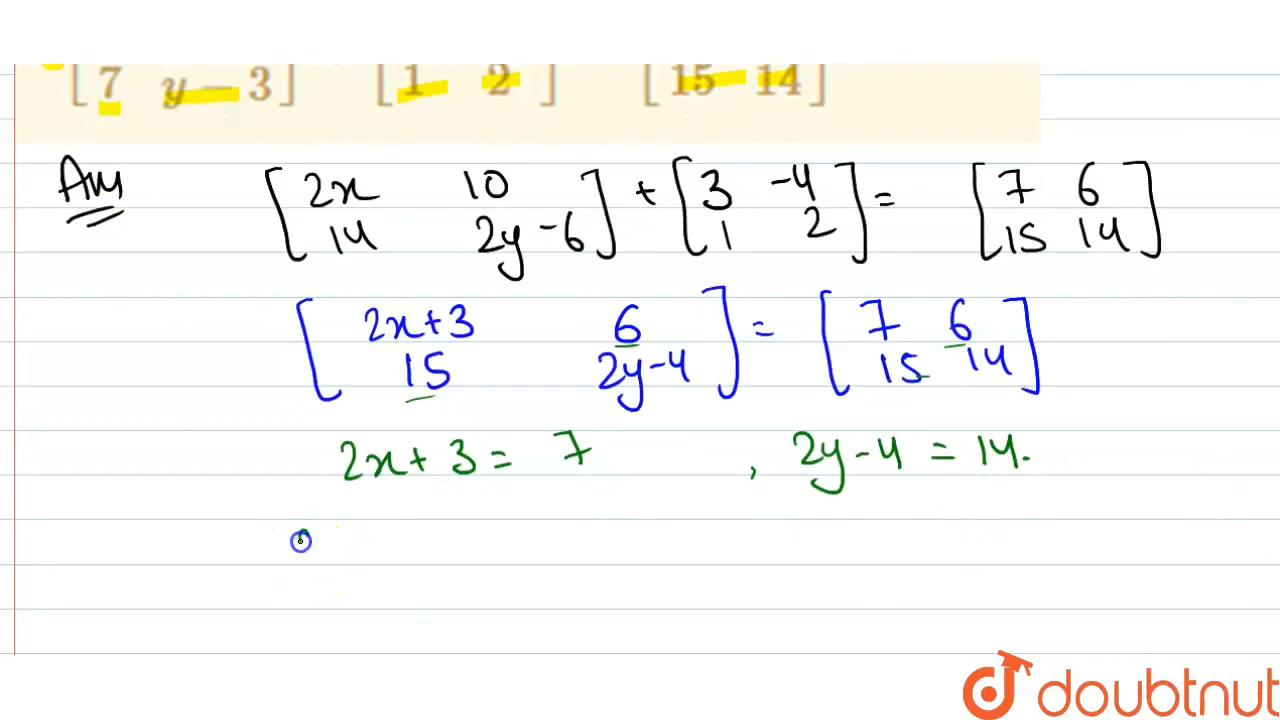 [7 y − 3] [1 2] [15 14]
Ans [2x 10] + [3 -4] = [7 6]
[14 2y-6] [1 2] [15 14]
[2x+3 6] = [7 6]
[15 2y-4] [15 14]
2x+3 = 7 , 2y-4 = 14.
doubtnut